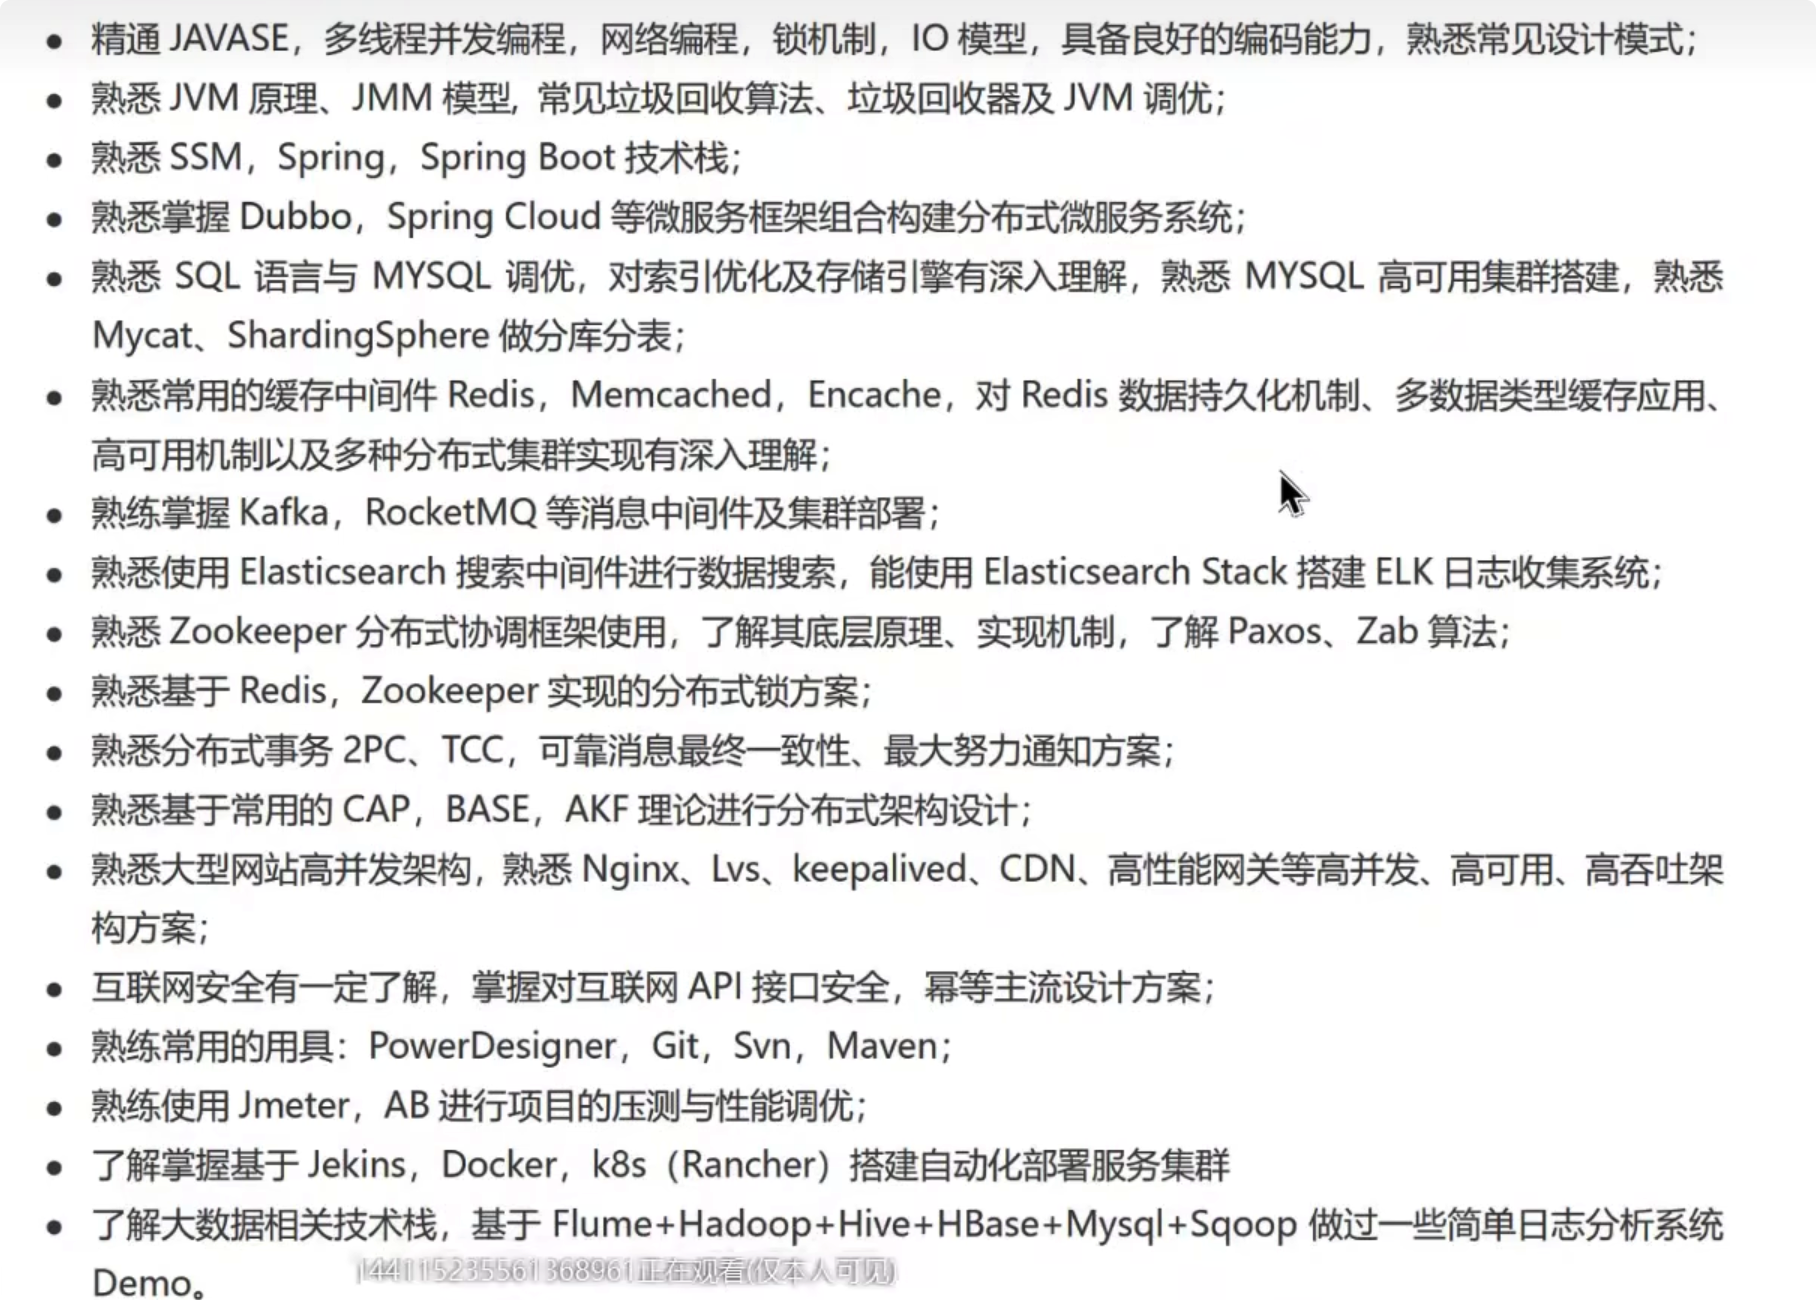 ● 精通 JAVASE，多线程并发编程，网络编程，锁机制，IO 模型，具备良好的编码能力，熟悉常见设计模式；
● 熟悉 JVM 原理、JMM 模型, 常见垃圾回收算法、垃圾回收器及 JVM 调优；
● 熟悉 SSM，Spring，Spring Boot 技术栈；
● 熟悉掌握 Dubbo，Spring Cloud 等微服务框架组合构建分布式微服务系统；
● 熟悉 SQL 语言与 MYSQL 调优，对索引优化及存储引擎有深入理解，熟悉 MYSQL 高可用集群搭建，熟悉
Mycat、ShardingSphere 做分库分表；
● 熟悉常用的缓存中间件 Redis，Memcached，Encache，对 Redis 数据持久化机制、多数据类型缓存应用、
高可用机制以及多种分布式集群实现有深入理解；
● 熟练掌握 Kafka，RocketMQ 等消息中间件及集群部署；
● 熟悉使用 Elasticsearch 搜索中间件进行数据搜索，能使用 Elasticsearch Stack 搭建 ELK 日志收集系统；
● 熟悉 Zookeeper 分布式协调框架使用，了解其底层原理、实现机制，了解 Paxos、Zab 算法；
● 熟悉基于 Redis，Zookeeper 实现的分布式锁方案；
● 熟悉分布式事务 2PC、TCC，可靠消息最终一致性、最大努力通知方案；
● 熟悉基于常用的 CAP，BASE，AKF 理论进行分布式架构设计；
● 熟悉大型网站高并发架构，熟悉 Nginx、Lvs、keepalived、CDN、高性能网关等高并发、高可用、高吞吐架
构方案；
● 互联网安全有一定了解，掌握对互联网 API 接口安全，幂等主流设计方案；
● 熟练常用的用具：PowerDesigner，Git，Svn，Maven；
● 熟练使用 Jmeter，AB 进行项目的压测与性能调优；
● 了解掌握基于 Jekins，Docker，k8s（Rancher）搭建自动化部署服务集群
● 了解大数据相关技术栈，基于 Flume+Hadoop+Hive+HBase+Mysql+Sqoop 做过一些简单日志分析系统
Demo。
144115235561368961正在观看(仅本人可见)